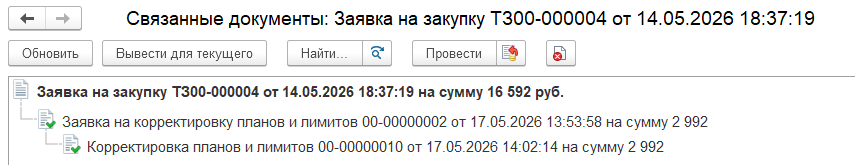 Связанные документы: Заявка на закупку ТЗ00-000004 от 14.05.2026 18:37:19
Обновить Вывести для текущего Найти... Провести
Заявка на закупку ТЗ00-000004 от 14.05.2026 18:37:19 на сумму 16 592 руб.
Заявка на корректировку планов и лимитов 00-00000002 от 17.05.2026 13:53:58 на сумму 2 992
Корректировка планов и лимитов 00-00000010 от 17.05.2026 14:02:14 на сумму 2 992